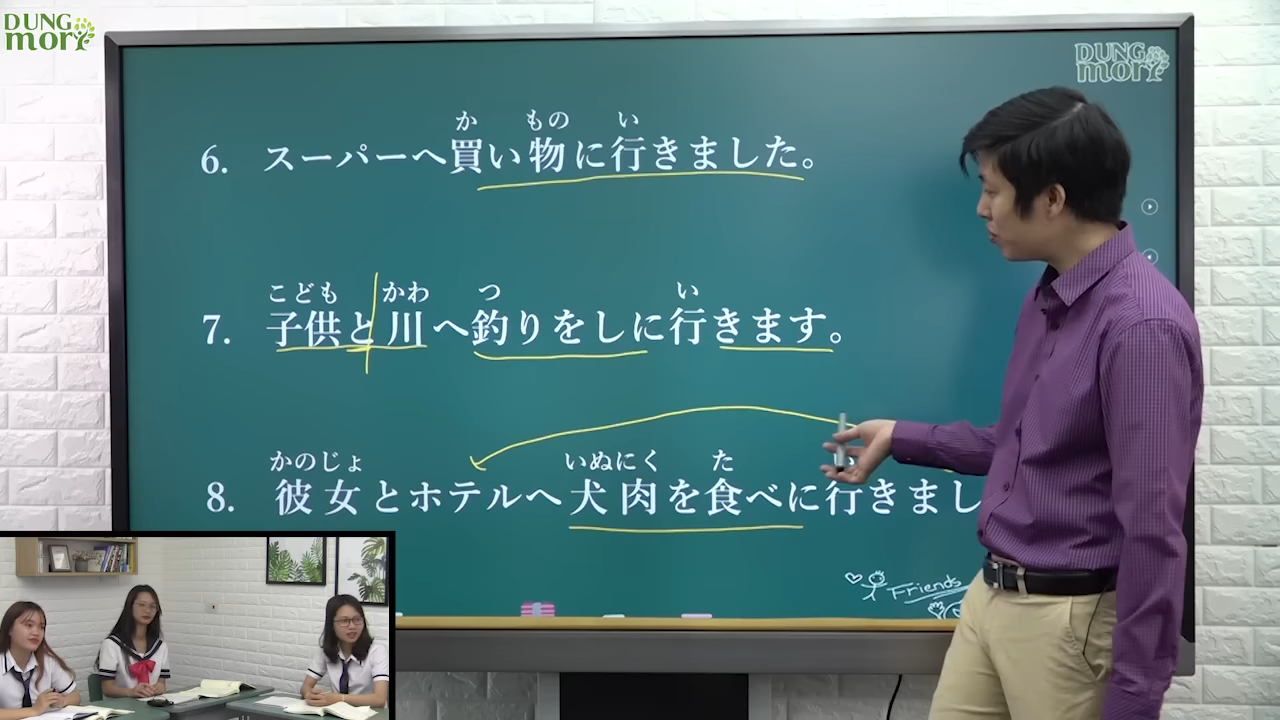 DUNG
mori
DUNG
mori
か もの い
6. スーパーへ買い物に行きました。
こども かわ つ い
7. 子供と川へ釣りをしに行きます。
かのじょ いぬにく た
8. 彼女とホテルへ犬肉を食べに行きまし
Friends